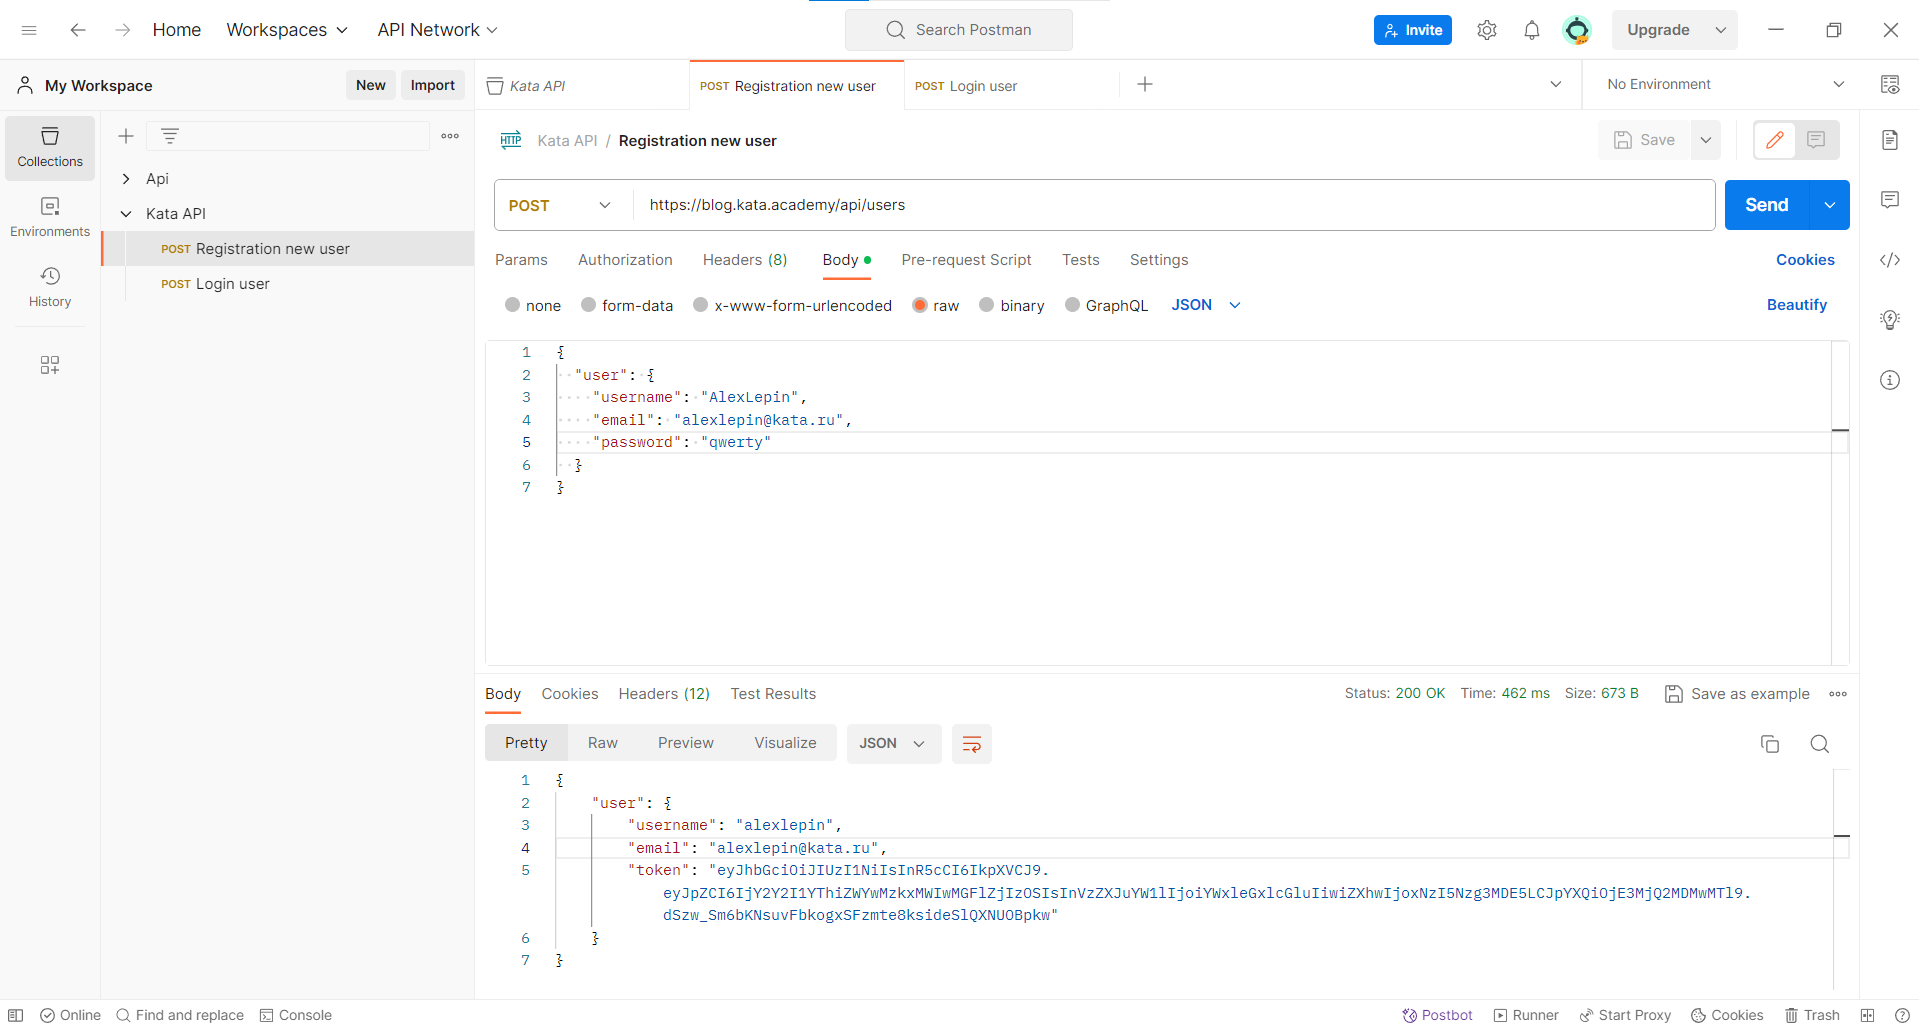 Home
Workspaces
API Network
Search Postman
Invite
Upgrade
My Workspace
New
Import
Kata API
POST Registration new user
POST Login user
No Environment
Collections
Environments
History
Api
Kata API
POST Registration new user
POST Login user
HTTP
Kata API / Registration new user
Save
POST
https://blog.kata.academy/api/users
Send
Params
Authorization
Headers (8)
Body
Pre-request Script
Tests
Settings
Cookies
none
form-data
x-www-form-urlencoded
raw
binary
GraphQL
JSON
Beautify
1 {
2 "user": {
3 "username": "AlexLepin",
4 "email": "alexlepin@kata.ru",
5 "password": "qwerty"
6 }
7 }
Body
Cookies
Headers (12)
Test Results
Status: 200 OK
Time: 462 ms
Size: 673 B
Save as example
Pretty
Raw
Preview
Visualize
JSON
1 {
2 "user": {
3 "username": "alexlepin",
4 "email": "alexlepin@kata.ru",
5 "token": "eyJhbGciOiJIUzI1NiIsInR5cCI6IkpXVCJ9.
eyJpZCI6IjY2Y2I1YThiZWYwMzkxMWIwMGFlZjIzOSIsInVzZXJuYW1lIjoiYWxleGxlcGluIiwiZXhwIjoxNzI5Nzg3MDE5LCJpYXQiOjE3MjQ2MDMwMTl9.
dSzw_Sm6bKNsuvFbkogxSFzmte8ksideSlQXNUOBpkw"
6 }
7 }
Online
Find and replace
Console
Postbot
Runner
Start Proxy
Cookies
Trash